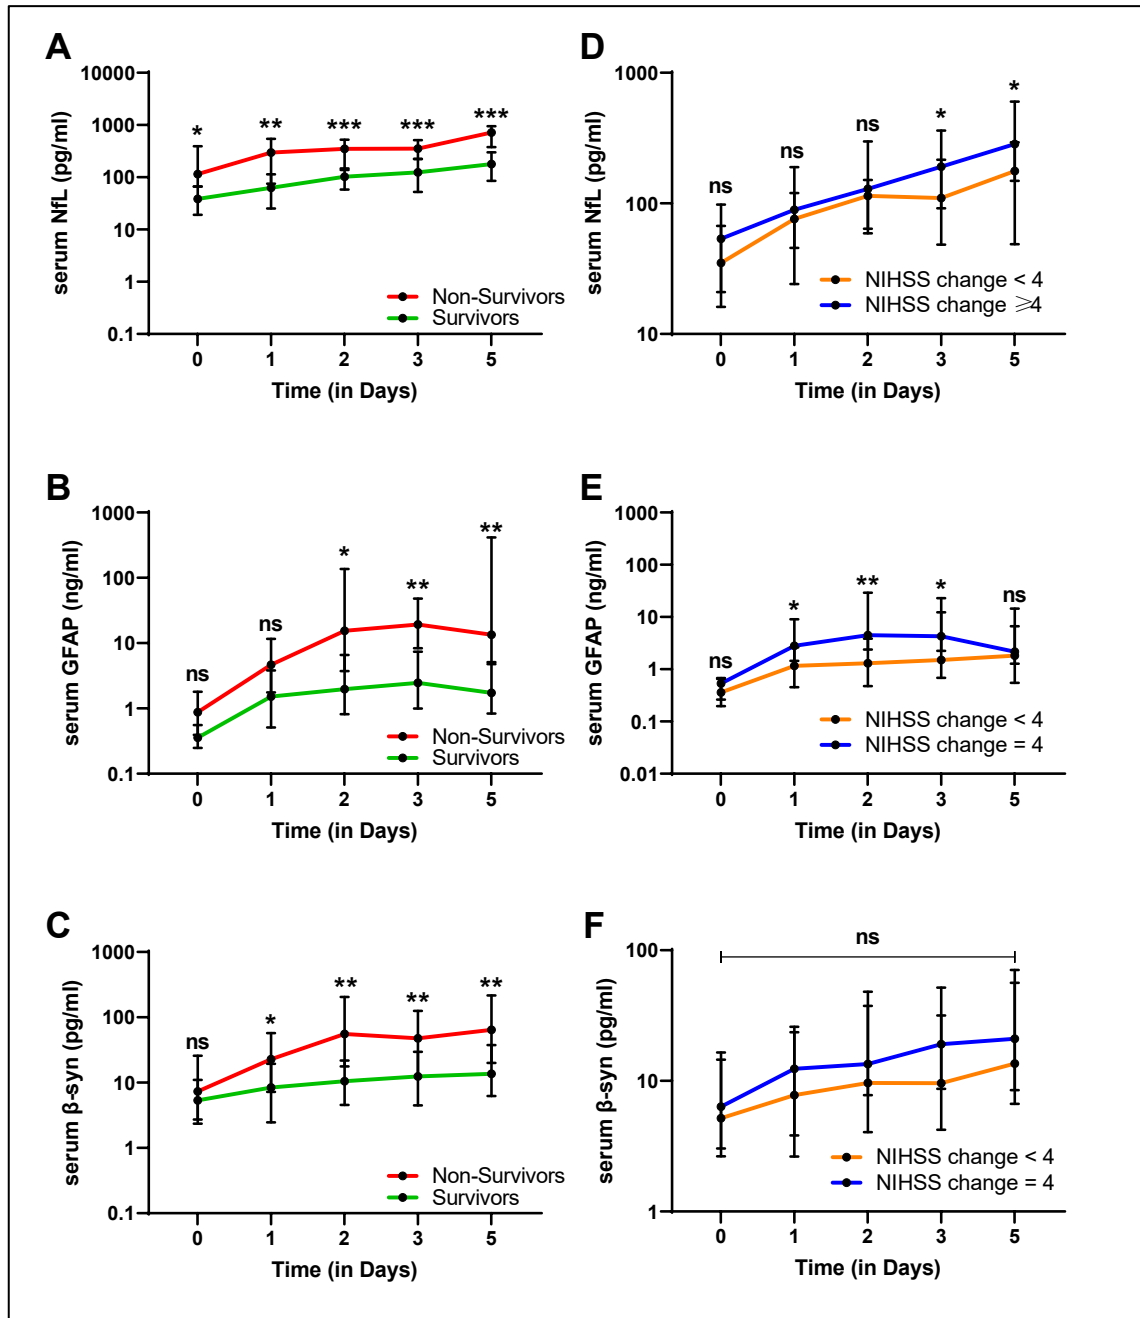 A
serum NfL (pg/ml)
10000
1000
100
10
1
0.1
* ** *** *** ***
Non-Survivors
Survivors
0 1 2 3 5
Time (in Days)
D
serum NfL (pg/ml)
1000
100
10
ns ns ns * *
NIHSS change < 4
NIHSS change ≥4
0 1 2 3 5
Time (in Days)
B
serum GFAP (ng/ml)
1000
100
10
1
0.1
ns ns * ** **
Non-Survivors
Survivors
0 1 2 3 5
Time (in Days)
E
serum GFAP (ng/ml)
1000
100
10
1
0.1
0.01
ns * ** * ns
NIHSS change < 4
NIHSS change = 4
0 1 2 3 5
Time (in Days)
C
serum β-syn (pg/ml)
1000
100
10
1
0.1
ns * ** ** **
Non-Survivors
Survivors
0 1 2 3 5
Time (in Days)
F
serum β-syn (pg/ml)
100
10
1
ns
NIHSS change < 4
NIHSS change = 4
0 1 2 3 5
Time (in Days)